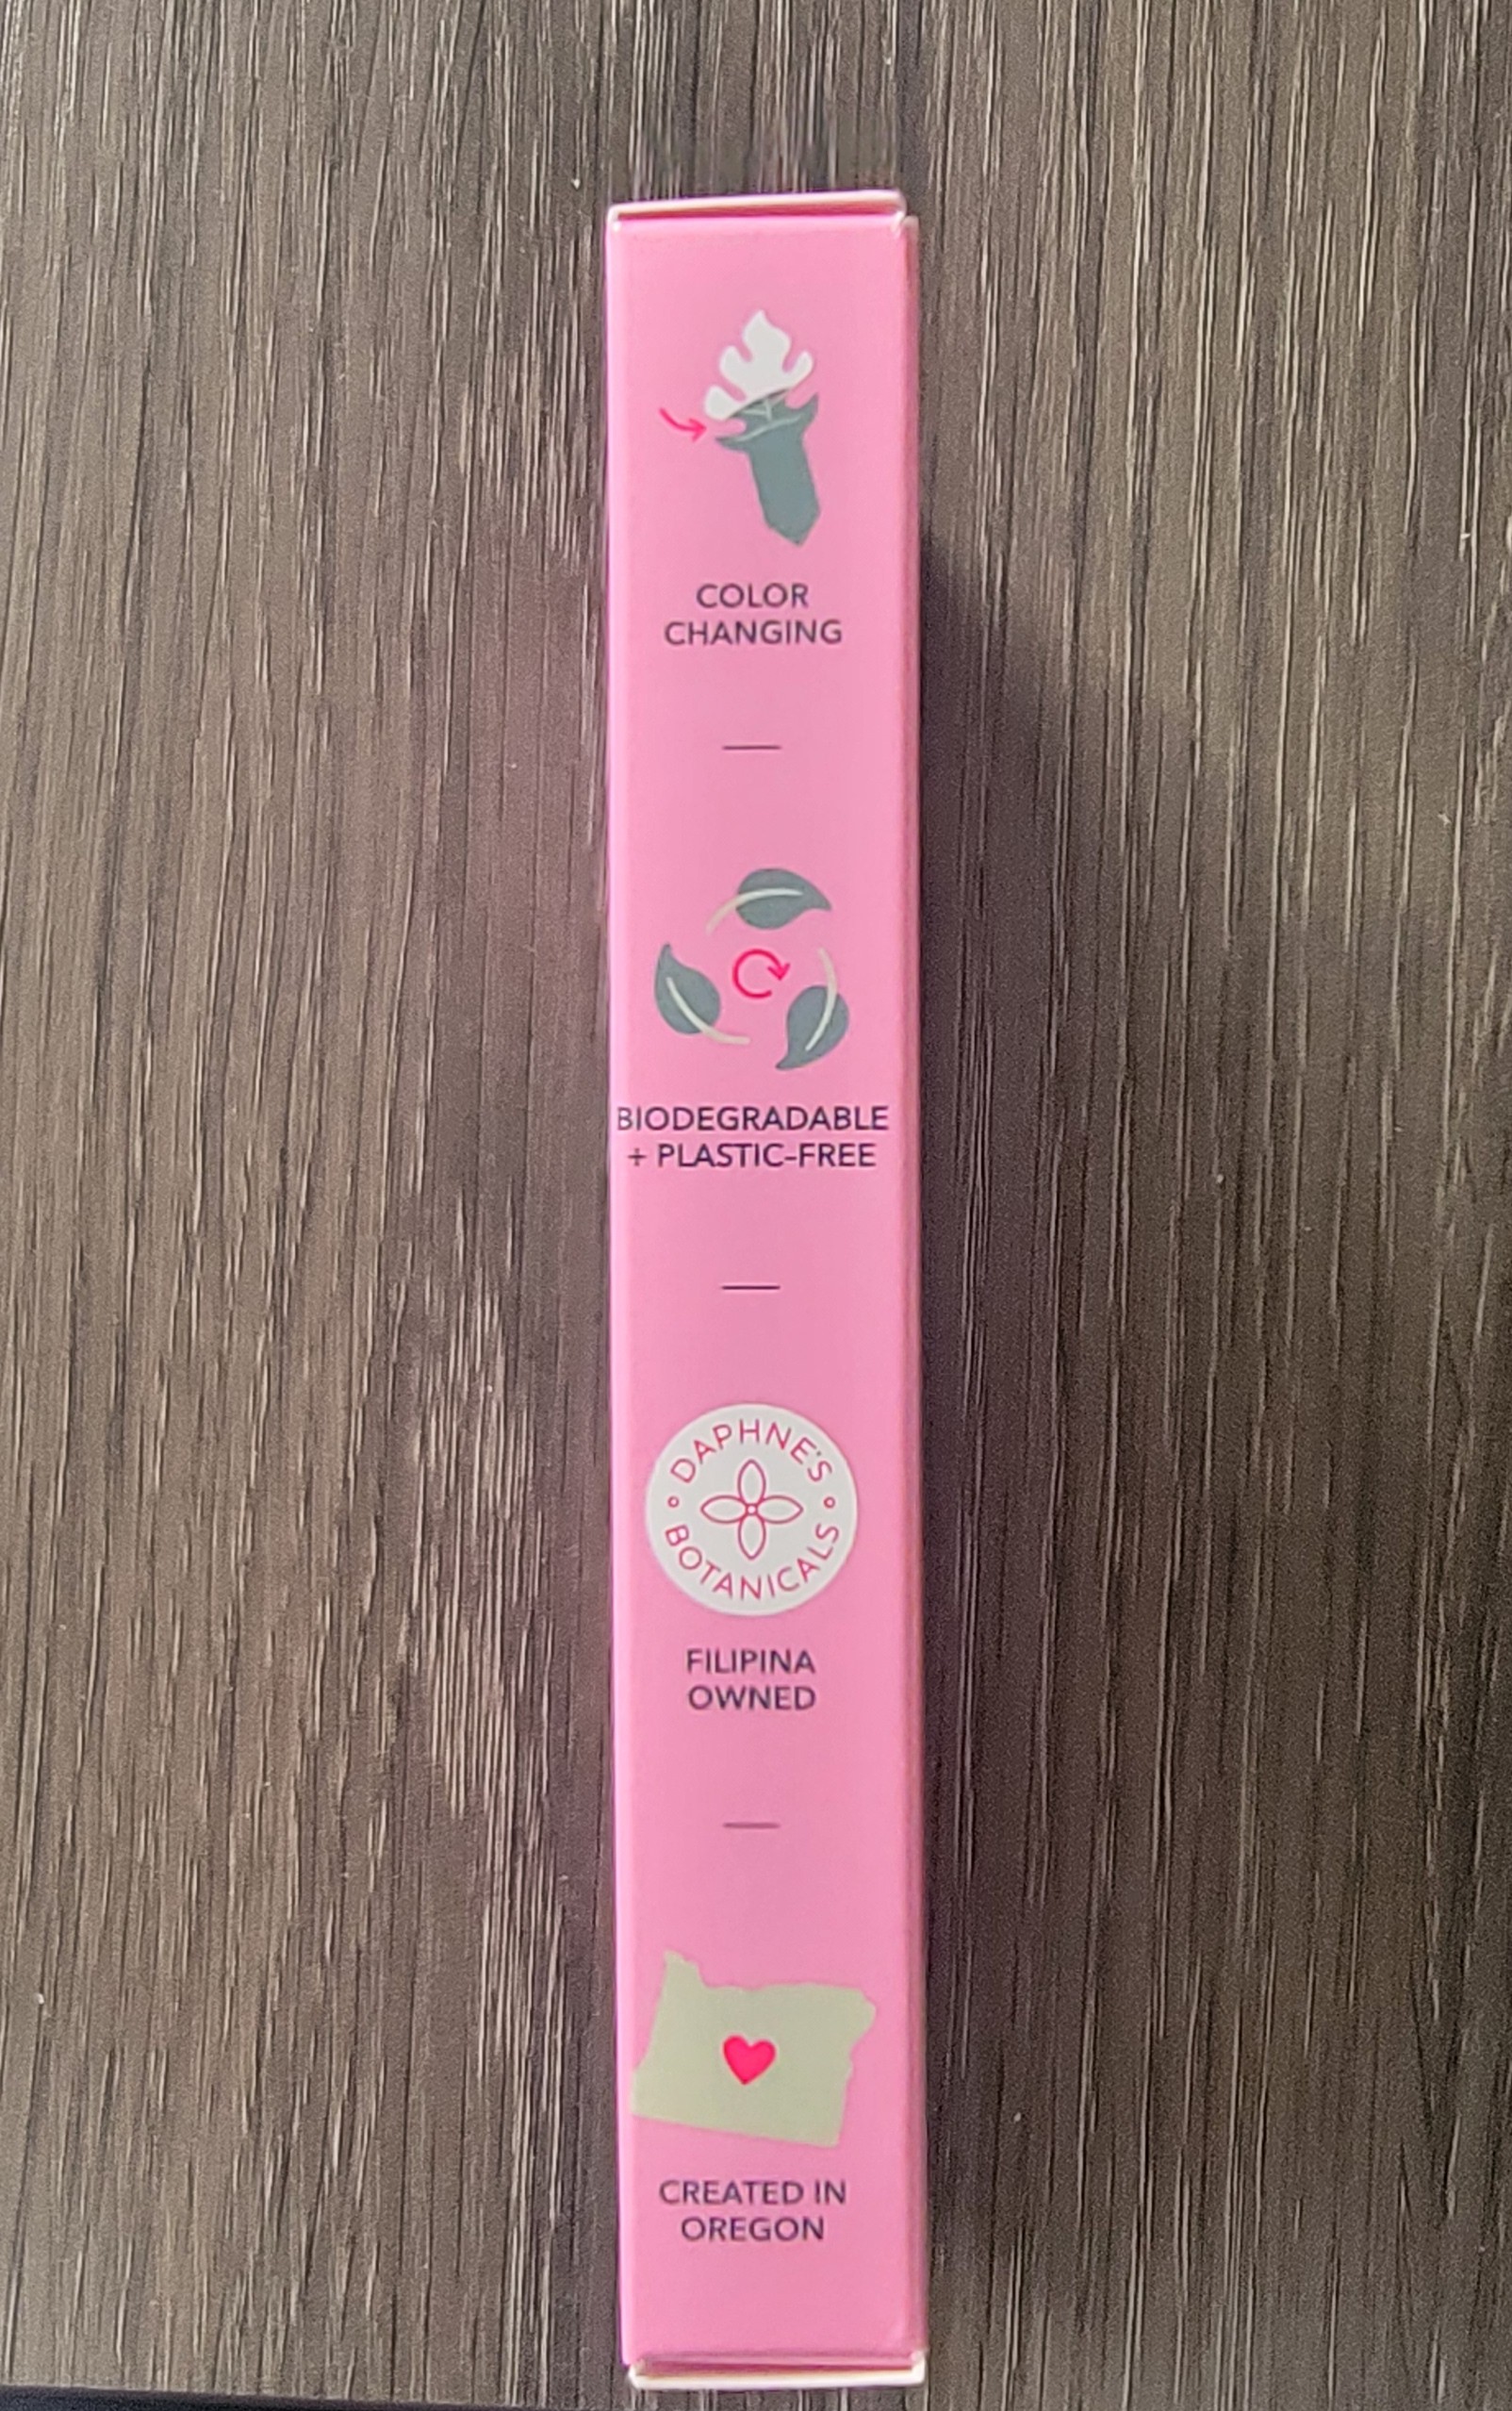 COLOR
CHANGING
BIODEGRADABLE
+ PLASTIC-FREE
DAPHNE'S
BOTANICALS
FILIPINA
OWNED
CREATED IN
OREGON